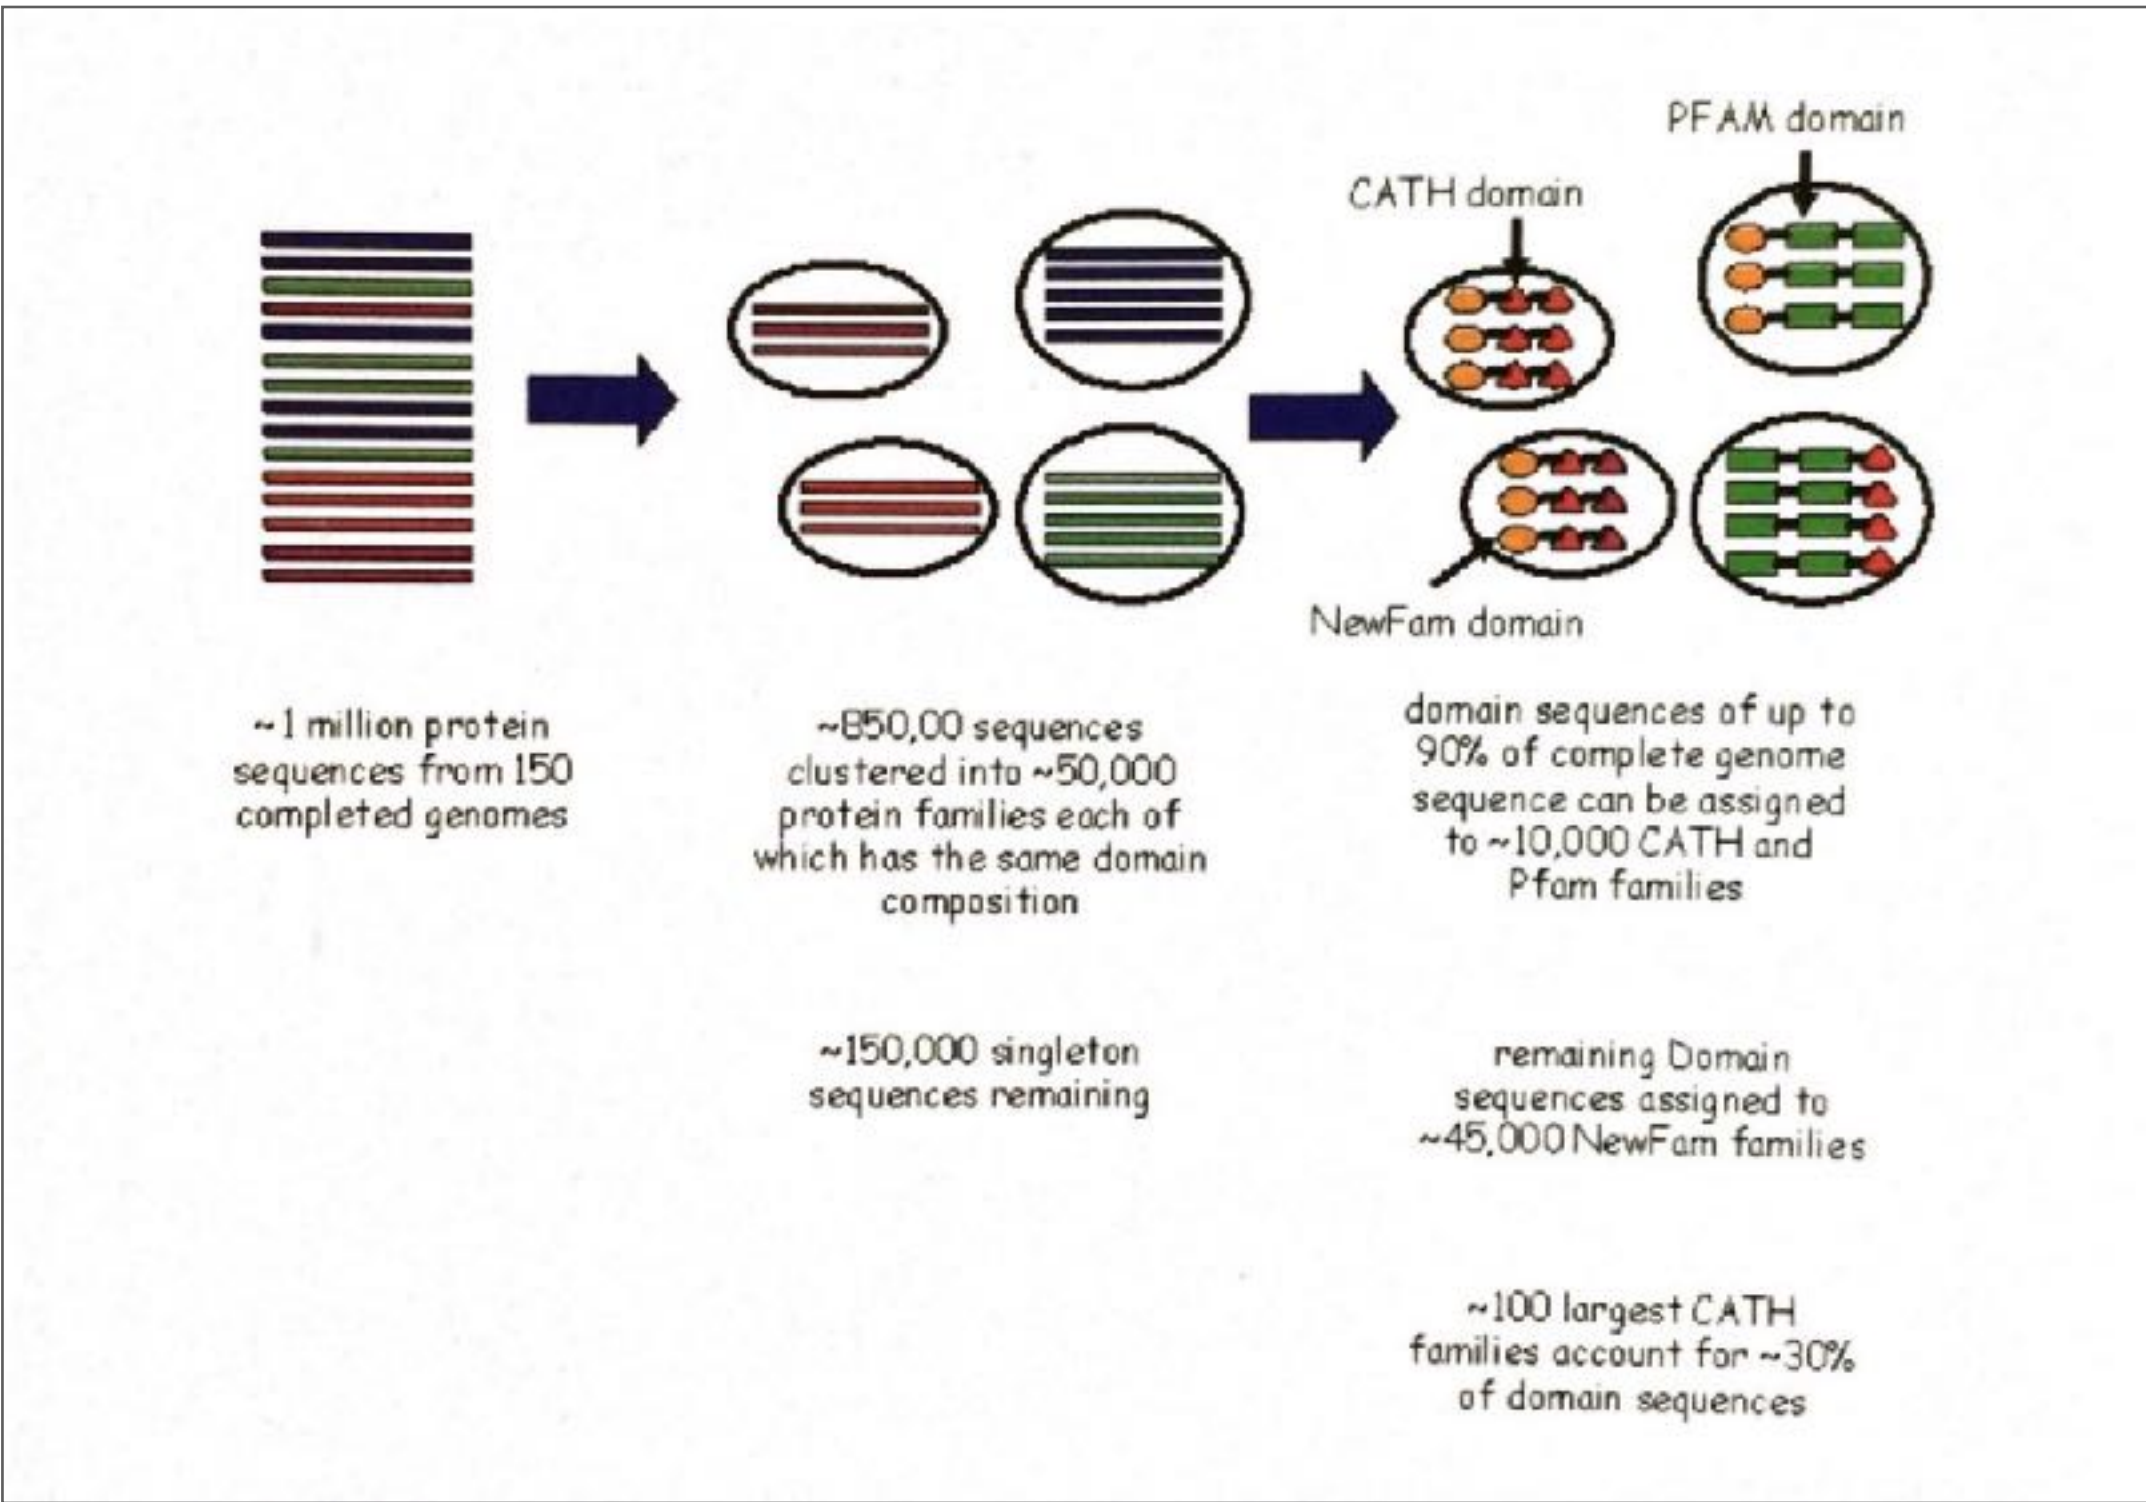 PFAM domain
CATH domain
NewFam domain
~1 million protein
sequences from 150
completed genomes
~850,00 sequences
clustered into ~50,000
protein families each of
which has the same domain
composition
~150,000 singleton
sequences remaining
domain sequences of up to
90% of complete genome
sequence can be assigned
to ~10,000 CATH and
Pfam families
remaining Domain
sequences assigned to
~45,000 NewFam families
~100 largest CATH
families account for ~30%
of domain sequences